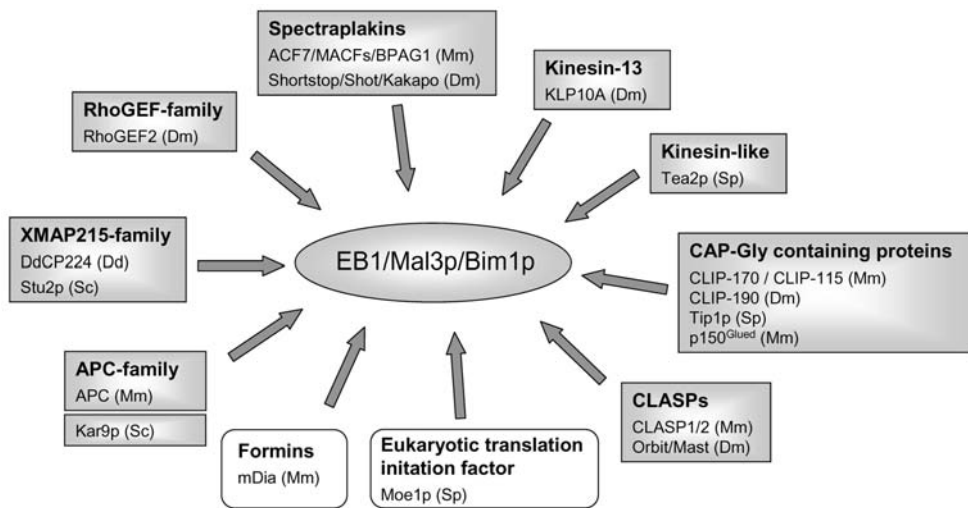 Spectraplakins
ACF7/MACFs/BPAG1 (Mm)
Shortstop/Shot/Kakapo (Dm)
Kinesin-13
KLP10A (Dm)
RhoGEF-family
RhoGEF2 (Dm)
Kinesin-like
Tea2p (Sp)
XMAP215-family
DdCP224 (Dd)
Stu2p (Sc)
EB1/Mal3p/Bim1p
CAP-Gly containing proteins
CLIP-170 / CLIP-115 (Mm)
CLIP-190 (Dm)
Tip1p (Sp)
p150Glued (Mm)
APC-family
APC (Mm)
Kar9p (Sc)
Formins
mDia (Mm)
Eukaryotic translation
initation factor
Moe1p (Sp)
CLASPs
CLASP1/2 (Mm)
Orbit/Mast (Dm)